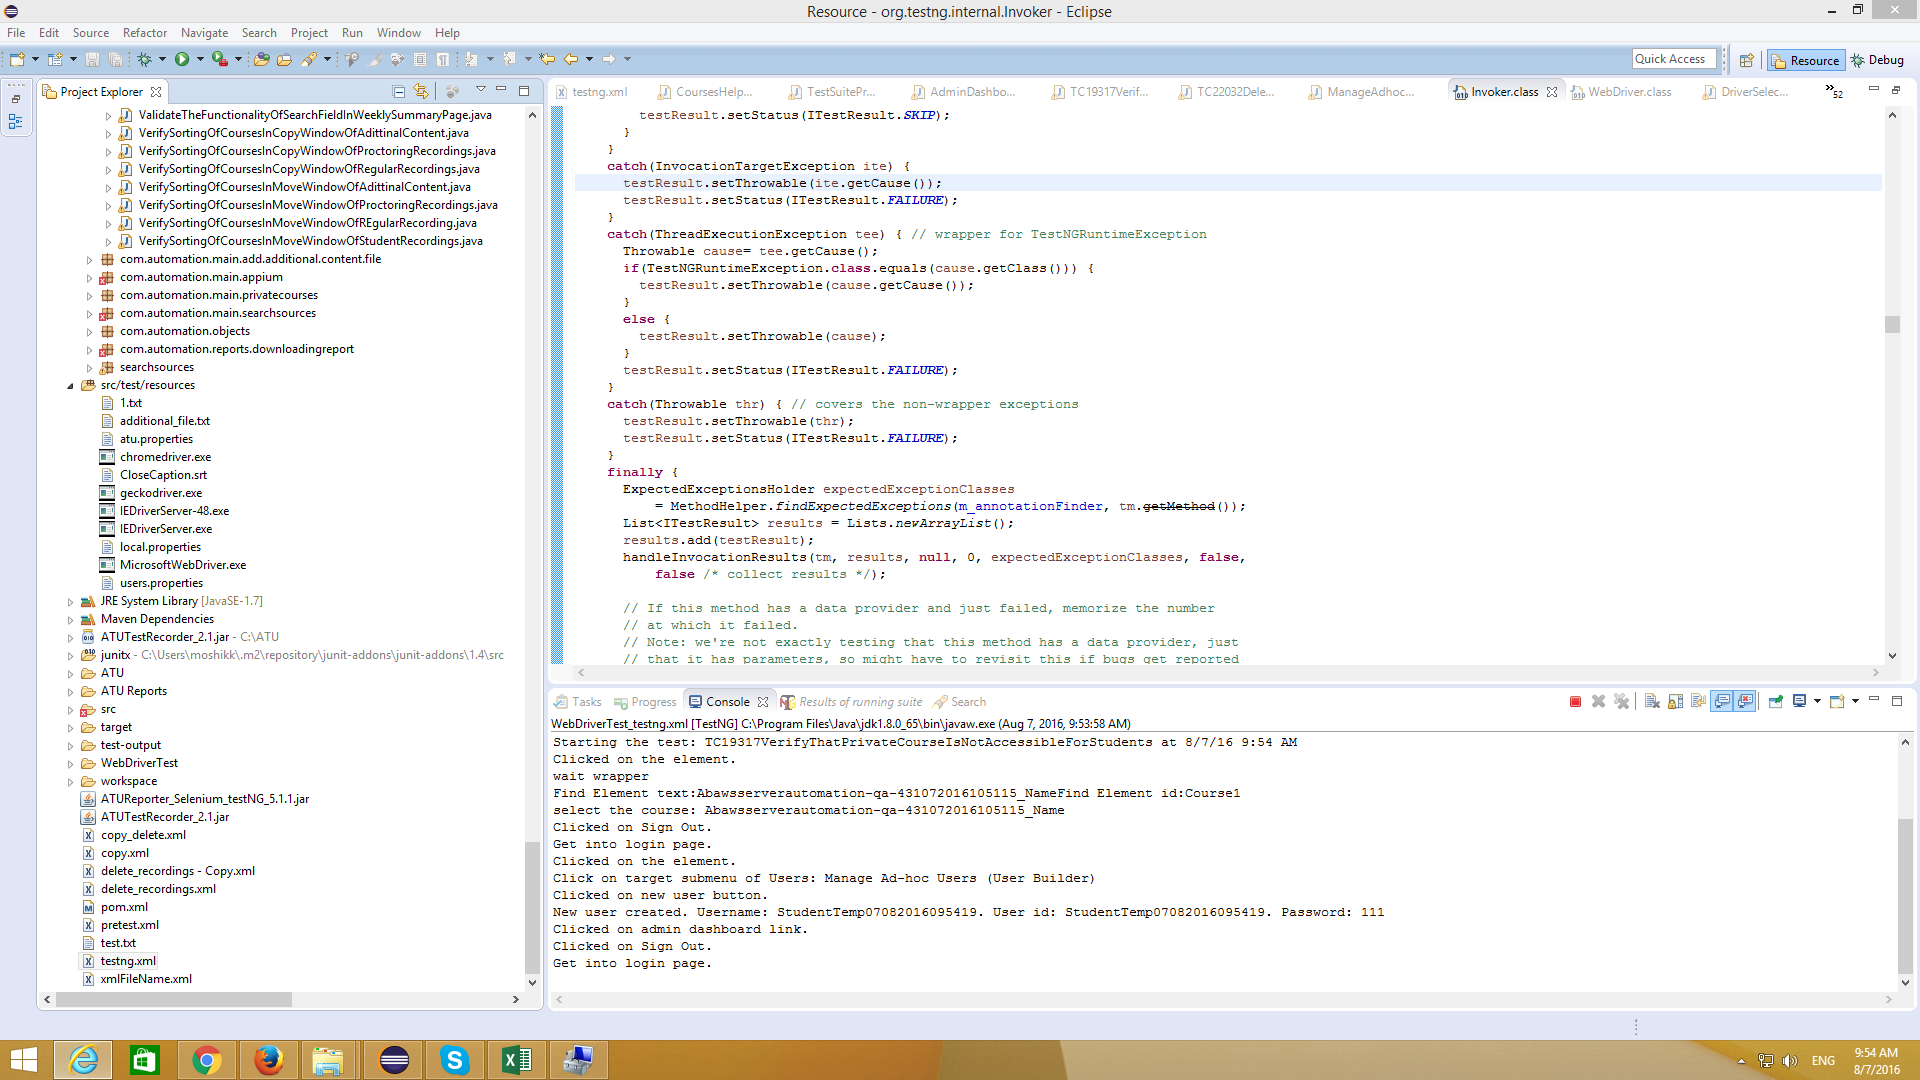 Resource - org.testng.internal.Invoker - Eclipse
File Edit Source Refactor Navigate Search Project Run Window Help
Quick Access
Resource
Debug
Project Explorer
ValidateTheFunctionalityOfSearchFieldInWeeklySummaryPage.java
VerifySortingOfCoursesInCopyWindowOfAdittinalContent.java
VerifySortingOfCoursesInCopyWindowOfProctoringRecordings.java
VerifySortingOfCoursesInCopyWindowOfRegularRecordings.java
VerifySortingOfCoursesInMoveWindowOfAdittinalContent.java
VerifySortingOfCoursesInMoveWindowOfProctoringRecordings.java
VerifySortingOfCoursesInMoveWindowOfREgularRecording.java
VerifySortingOfCoursesInMoveWindowOfStudentRecordings.java
com.automation.main.add.additional.content.file
com.automation.main.appium
com.automation.main.privatecourses
com.automation.main.searchsources
com.automation.objects
com.automation.reports.downloadingreport
searchsources
src/test/resources
1.txt
additional_file.txt
atu.properties
chromedriver.exe
CloseCaption.srt
geckodriver.exe
IEDriverServer-48.exe
IEDriverServer.exe
local.properties
MicrosoftWebDriver.exe
users.properties
JRE System Library [JavaSE-1.7]
Maven Dependencies
ATUTestRecorder_2.1.jar - C:\ATU
junitx - C:\Users\moshikk\.m2\repository\junit-addons\junit-addons\1.4\src
ATU
ATU Reports
src
target
test-output
WebDriverTest
workspace
ATUReporter_Selenium_testNG_5.1.1.jar
ATUTestRecorder_2.1.jar
copy_delete.xml
copy.xml
delete_recordings - Copy.xml
delete_recordings.xml
pom.xml
pretest.xml
test.txt
testng.xml
xmlFileName.xml
testng.xml CoursesHelp... TestSuitePr... AdminDashbo... TC19317Verif... TC22032Dele... ManageAdhoc... Invoker.class WebDriver.class DriverSelec... »52
testResult.setStatus(ITestResult.SKIP);
}
}
catch(InvocationTargetException ite) {
testResult.setThrowable(ite.getCause());
testResult.setStatus(ITestResult.FAILURE);
}
catch(ThreadExecutionException tee) { // wrapper for TestNGRuntimeException
Throwable cause= tee.getCause();
if(TestNGRuntimeException.class.equals(cause.getClass())) {
testResult.setThrowable(cause.getCause());
}
else {
testResult.setThrowable(cause);
}
testResult.setStatus(ITestResult.FAILURE);
}
catch(Throwable thr) { // covers the non-wrapper exceptions
testResult.setThrowable(thr);
testResult.setStatus(ITestResult.FAILURE);
}
finally {
ExpectedExceptionsHolder expectedExceptionClasses
= MethodHelper.findExpectedExceptions(m_annotationFinder, tm.getMethod());
List<ITestResult> results = Lists.newArrayList();
results.add(testResult);
handleInvocationResults(tm, results, null, 0, expectedExceptionClasses, false,
false /* collect results */);
// If this method has a data provider and just failed, memorize the number
// at which it failed.
// Note: we're not exactly testing that this method has a data provider, just
// that it has parameters, so might have to revisit this if bugs get reported
Tasks Progress Console Results of running suite Search
WebDriverTest_testng.xml [TestNG] C:\Program Files\Java\jdk1.8.0_65\bin\javaw.exe (Aug 7, 2016, 9:53:58 AM)
Starting the test: TC19317VerifyThatPrivateCourseIsNotAccessibleForStudents at 8/7/16 9:54 AM
Clicked on the element.
wait wrapper
Find Element text:Abawsserverautomation-qa-431072016105115_NameFind Element id:Course1
select the course: Abawsserverautomation-qa-431072016105115_Name
Clicked on Sign Out.
Get into login page.
Clicked on the element.
Click on target submenu of Users: Manage Ad-hoc Users (User Builder)
Clicked on new user button.
New user created. Username: StudentTemp07082016095419. User id: StudentTemp07082016095419. Password: 111
Clicked on admin dashboard link.
Clicked on Sign Out.
Get into login page.
ENG
9:54 AM
8/7/2016